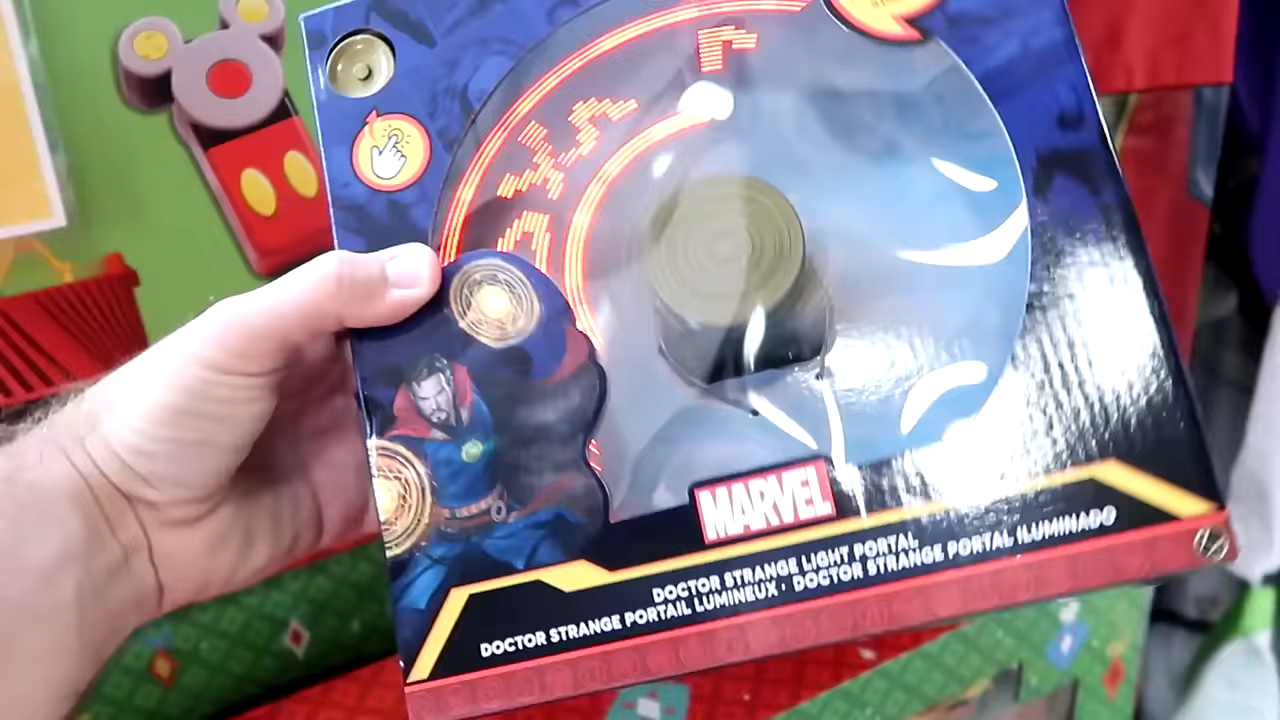 MARVEL
DOCTOR STRANGE LIGHT PORTAL
DOCTOR STRANGE PORTAIL LUMINEUX • DOCTOR STRANGE PORTAL ILUMINADO